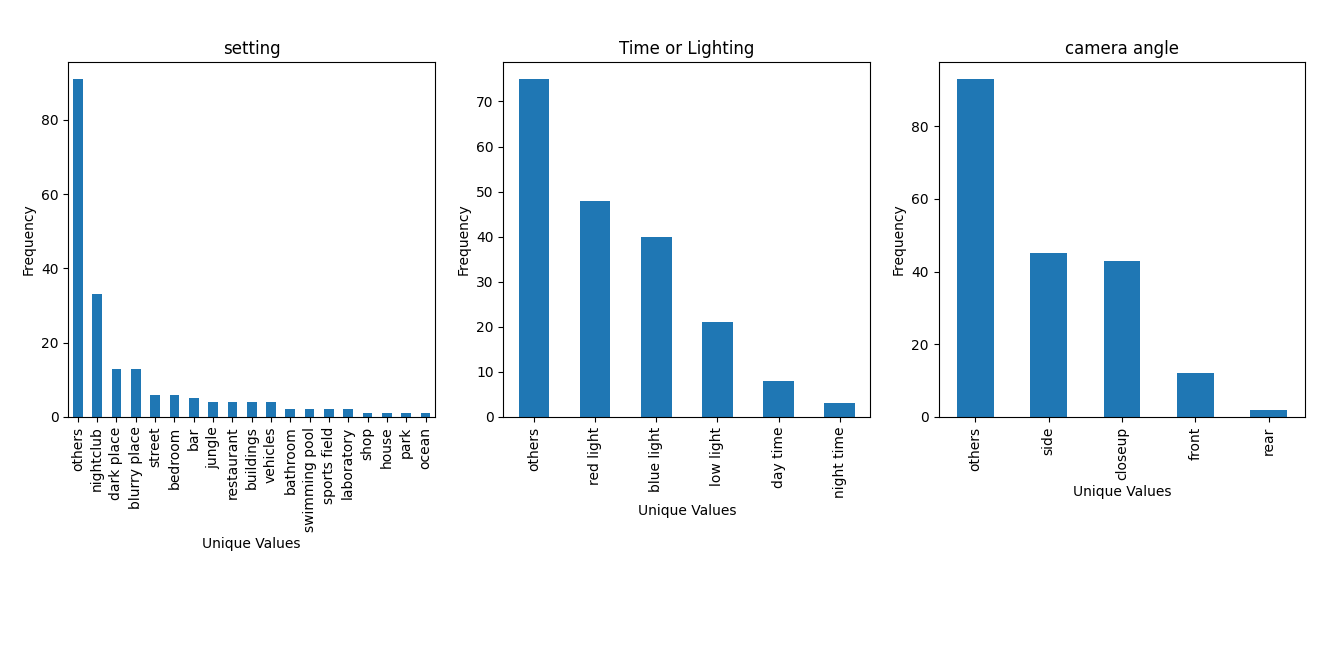 setting
Frequency
80
60
40
20
0
others
nightclub
dark place
blurry place
street
bedroom
bar
jungle
restaurant
buildings
vehicles
bathroom
swimming pool
sports field
laboratory
shop
house
park
ocean
Unique Values
Time or Lighting
Frequency
70
60
50
40
30
20
10
0
others
red light
blue light
low light
day time
night time
Unique Values
camera angle
Frequency
80
60
40
20
0
others
side
closeup
front
rear
Unique Values